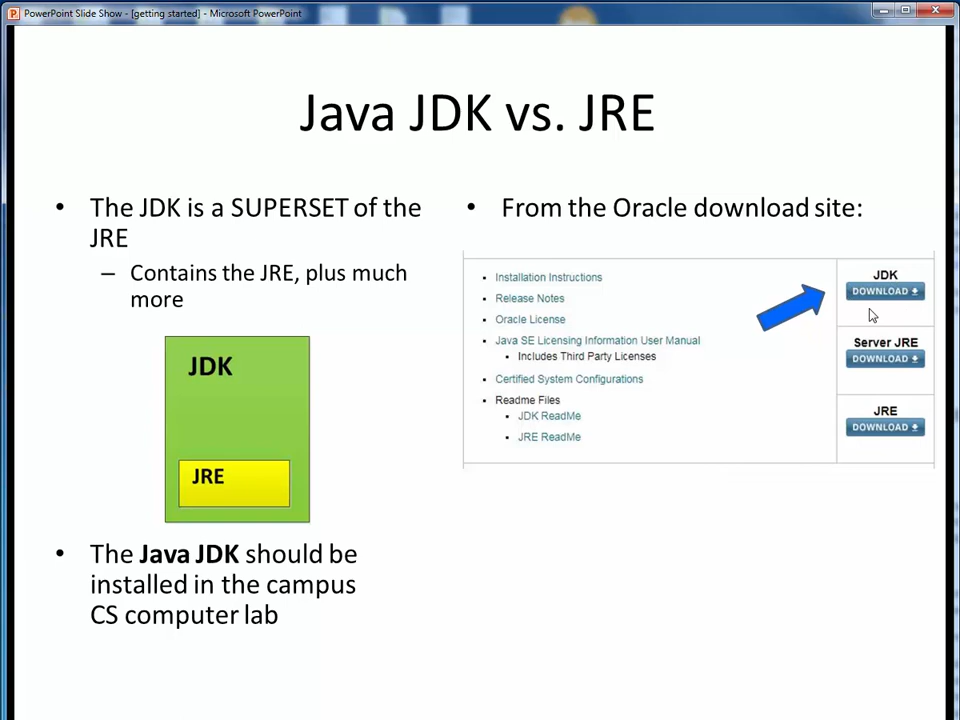 PowerPoint Slide Show - [getting started] - Microsoft PowerPoint
Java JDK vs. JRE
• The JDK is a SUPERSET of the
JRE
– Contains the JRE, plus much
more
JDK
JRE
• The Java JDK should be
installed in the campus
CS computer lab
• From the Oracle download site:
Installation Instructions
Release Notes
Oracle License
Java SE Licensing Information User Manual
Includes Third Party Licenses
Certified System Configurations
Readme Files
JDK ReadMe
JRE ReadMe
JDK
DOWNLOAD
Server JRE
DOWNLOAD
JRE
DOWNLOAD